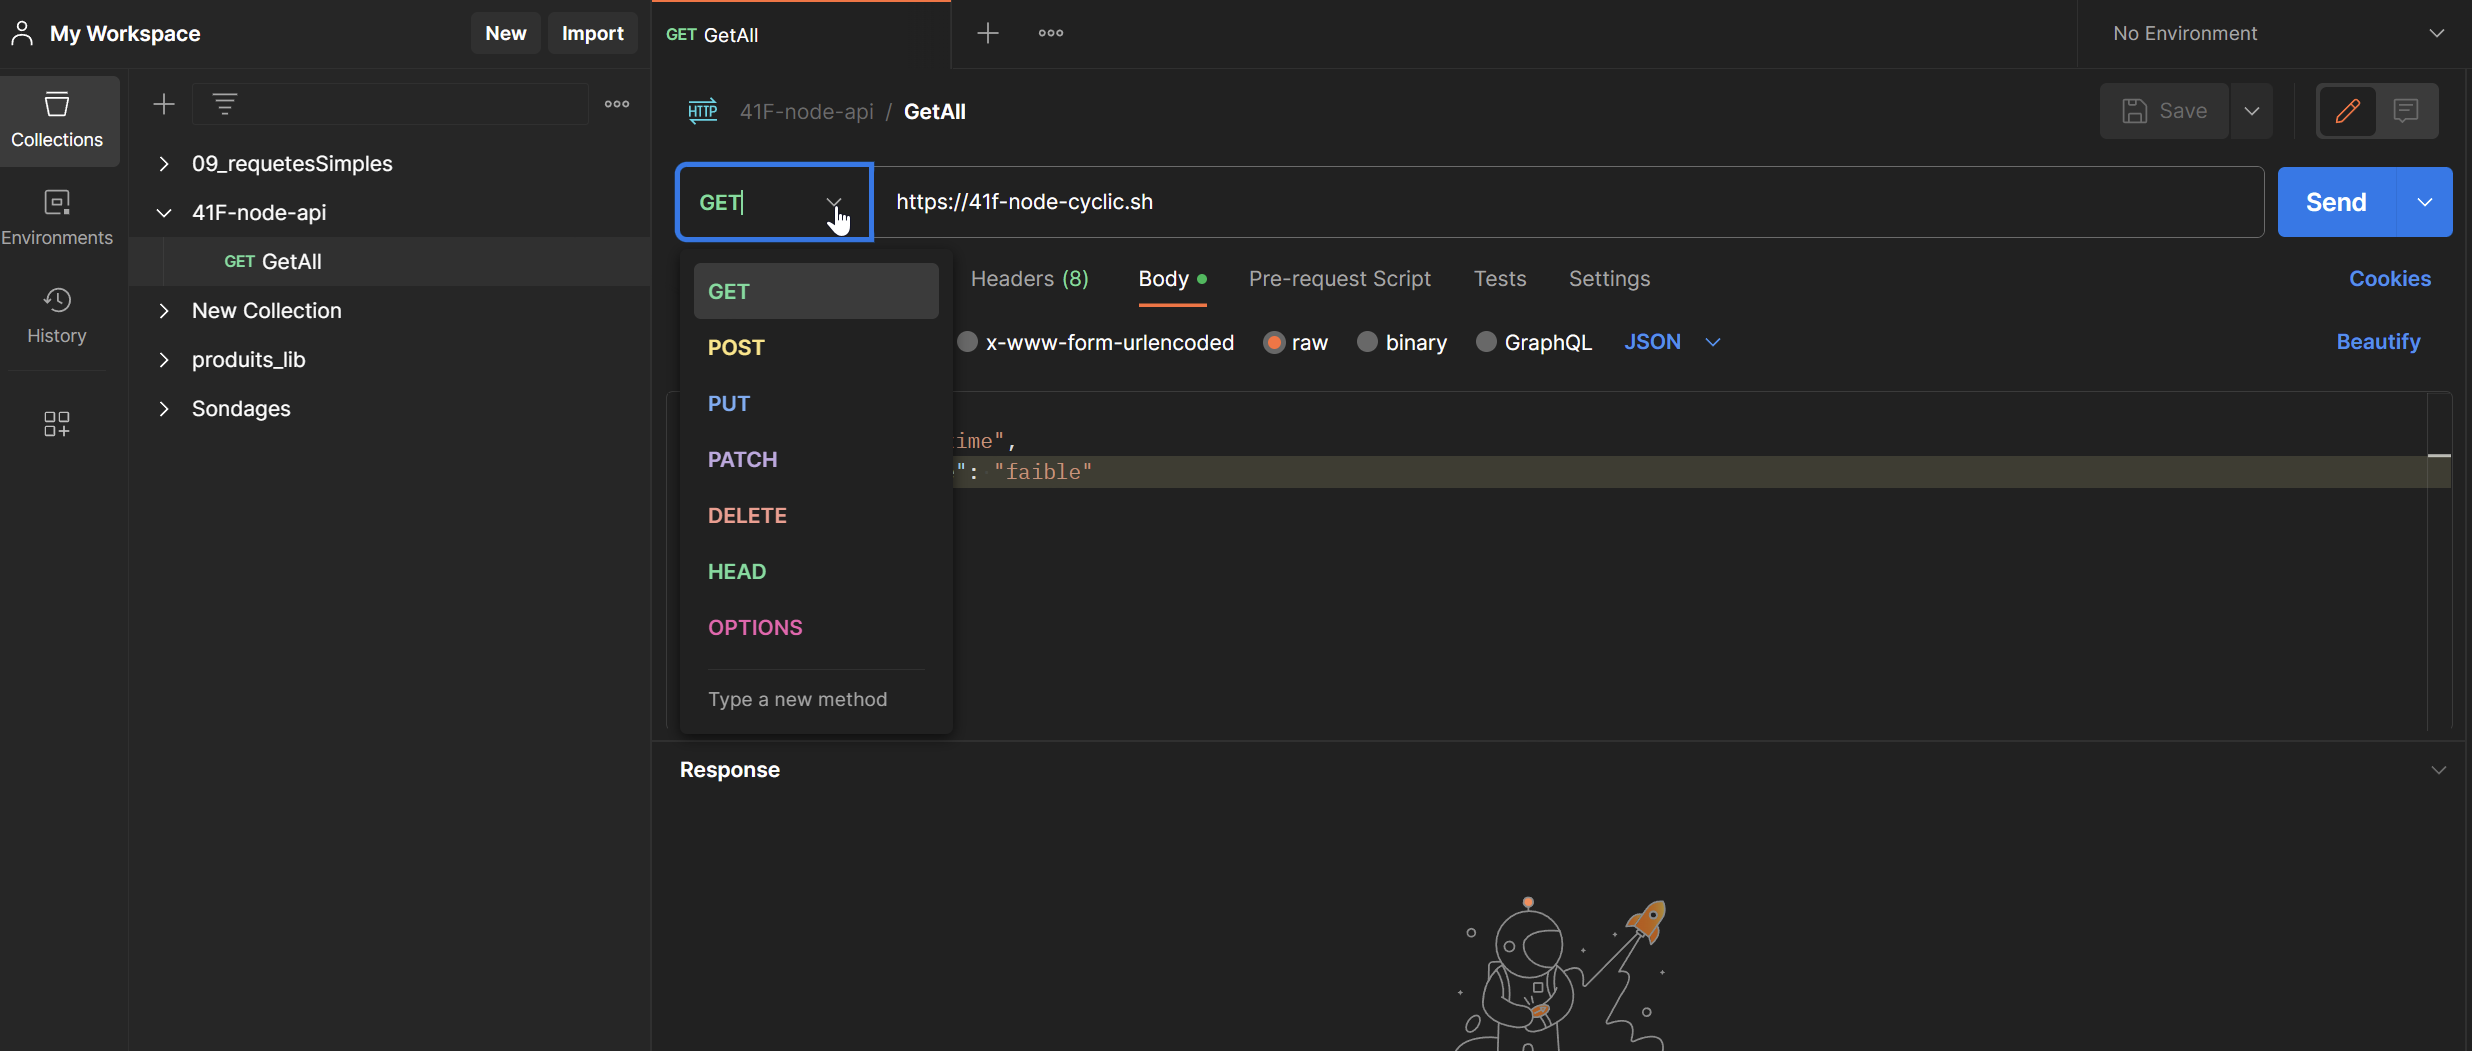 My Workspace
New
Import
GET GetAll
No Environment
Collections
Environments
History
09_requetesSimples
41F-node-api
GET GetAll
New Collection
produits_lib
Sondages
HTTP
41F-node-api / GetAll
Save
GET
https://41f-node-cyclic.sh
Send
Headers (8)
Body
Pre-request Script
Tests
Settings
Cookies
x-www-form-urlencoded
raw
binary
GraphQL
JSON
Beautify
GET
POST
PUT
PATCH
DELETE
HEAD
OPTIONS
Type a new method
ime",
": "faible"
Response